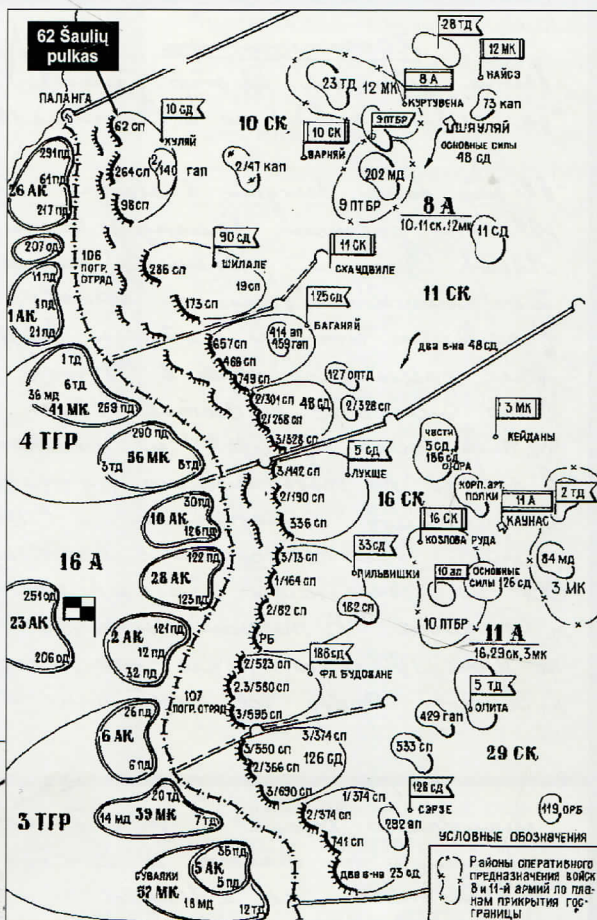 62 Šaulių
pulkas
28 ТД
12 МК
НАЙСЭ
ПАЛАНГА
62 СП
10 СД
КУЛЯЙ
264 СП
2/140 ГАП
98 СП
10 СК
2/47 КАП
23 ТД
12 МК
8 А
КУРТУВЕНА
73 КАП
ШЯУЛЯЙ
ОСНОВНЫЕ СИЛЫ
48 СД
9 ПТБР
10 СК
ВАРНЯЙ
202 МД
9 ПТБР
8 А
10, 11 СК, 12 МК
11 СД
291 ПД
61 ПД
26 АК
217 ПД
207 ОД
106
ПОГР.
ОТРЯД
11 ПД
1 ПД
1 АК
21 ПД
286 СП
90 СД
ШИЛАЛЕ
19 СП
173 СП
11 СК
СКАУДВИЛЕ
11 СК
125 СД
БАГАНЯЙ
414 АП
459 ГАП
657 СП
466 СП
749 СП
127 ОПТД
ДВА Б-НА 48 СД
2/301 СП
48 СД
2/268 СП
2/328 СП
3/328 СП
1 ТД
6 ТД
36 МД
41 МК
269 ПД
4 ТГР
290 ПД
56 МК
3 ТД
8 ТД
3 МК
КЕЙДАНЫ
ЧАСТИ
5 СД,
188 СД
КОРП. АРТ.
ПОЛКИ
5 СД
ЛУКШЕ
3/142 СП
2/190 СП
336 СП
16 СК
11 А
КАУНАС
2 ТД
16 СК
КОЗЛОВА РУДА
84 МД
3 МК
30 ПД
10 АК
126 ПД
16 А
122 ПД
28 АК
123 ПД
33 СД
ПИЛЬВИШКИ
3/73 СП
1/164 СП
2/82 СП
182 СП
РБ
10 АП
ОСНОВНЫЕ
СИЛЫ 126 СД
10 ПТБР
11 А
16, 29 СК, 3 МК
251 ОД
23 АК
206 ОД
121 ПД
2 АК
12 ПД
32 ПД
107
ПОГР. ОТРЯД
188 СД
ФЛ. БУДОВАНЕ
2/523 СП
2.3/580 СП
3/595 СП
5 ТД
ОЛИТА
429 ГАП
29 СК
26 ПД
6 АК
6 ПД
3/550 СП
3/374 СП
126 СД
2/366 СП
3/690 СП
533 СП
128 СД
СЭРЗЕ
1/374 СП
2/374 СП
292 АП
741 СП
ДВА Б-НА 23 СД
119 ОРБ
3 ТГР
20 ТД
14 МД
39 МК
7 ТД
СУВАЛКИ
57 МК
35 ПД
5 АК
5 ПД
18 МД
12 ТД
УСЛОВНЫЕ ОБОЗНАЧЕНИЯ
Районы оперативного
предназначения войск
8 и 11-й армий по пла-
нам прикрытия гос-
границы